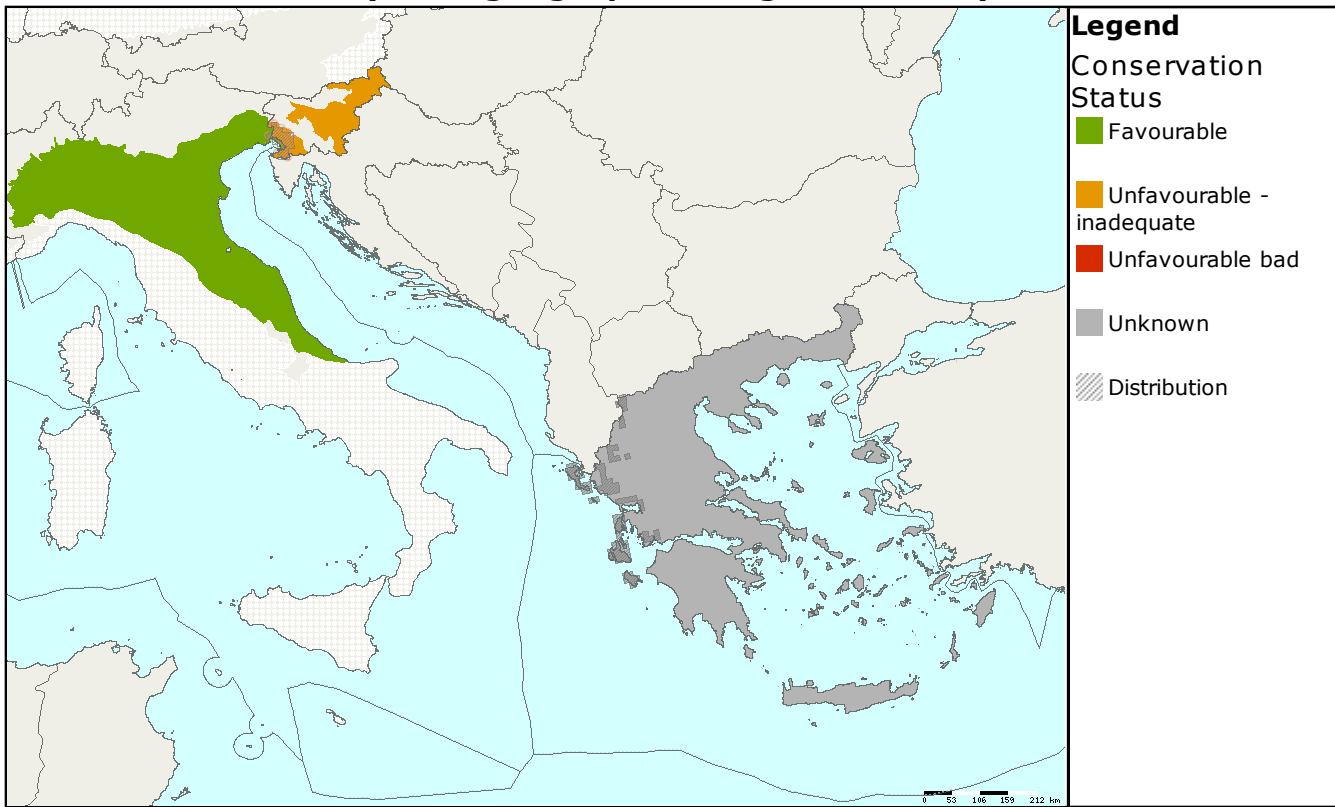 Legend
Conservation
Status
Favourable
Unfavourable -
inadequate
Unfavourable bad
Unknown
Distribution
0 53 106 159 212 km